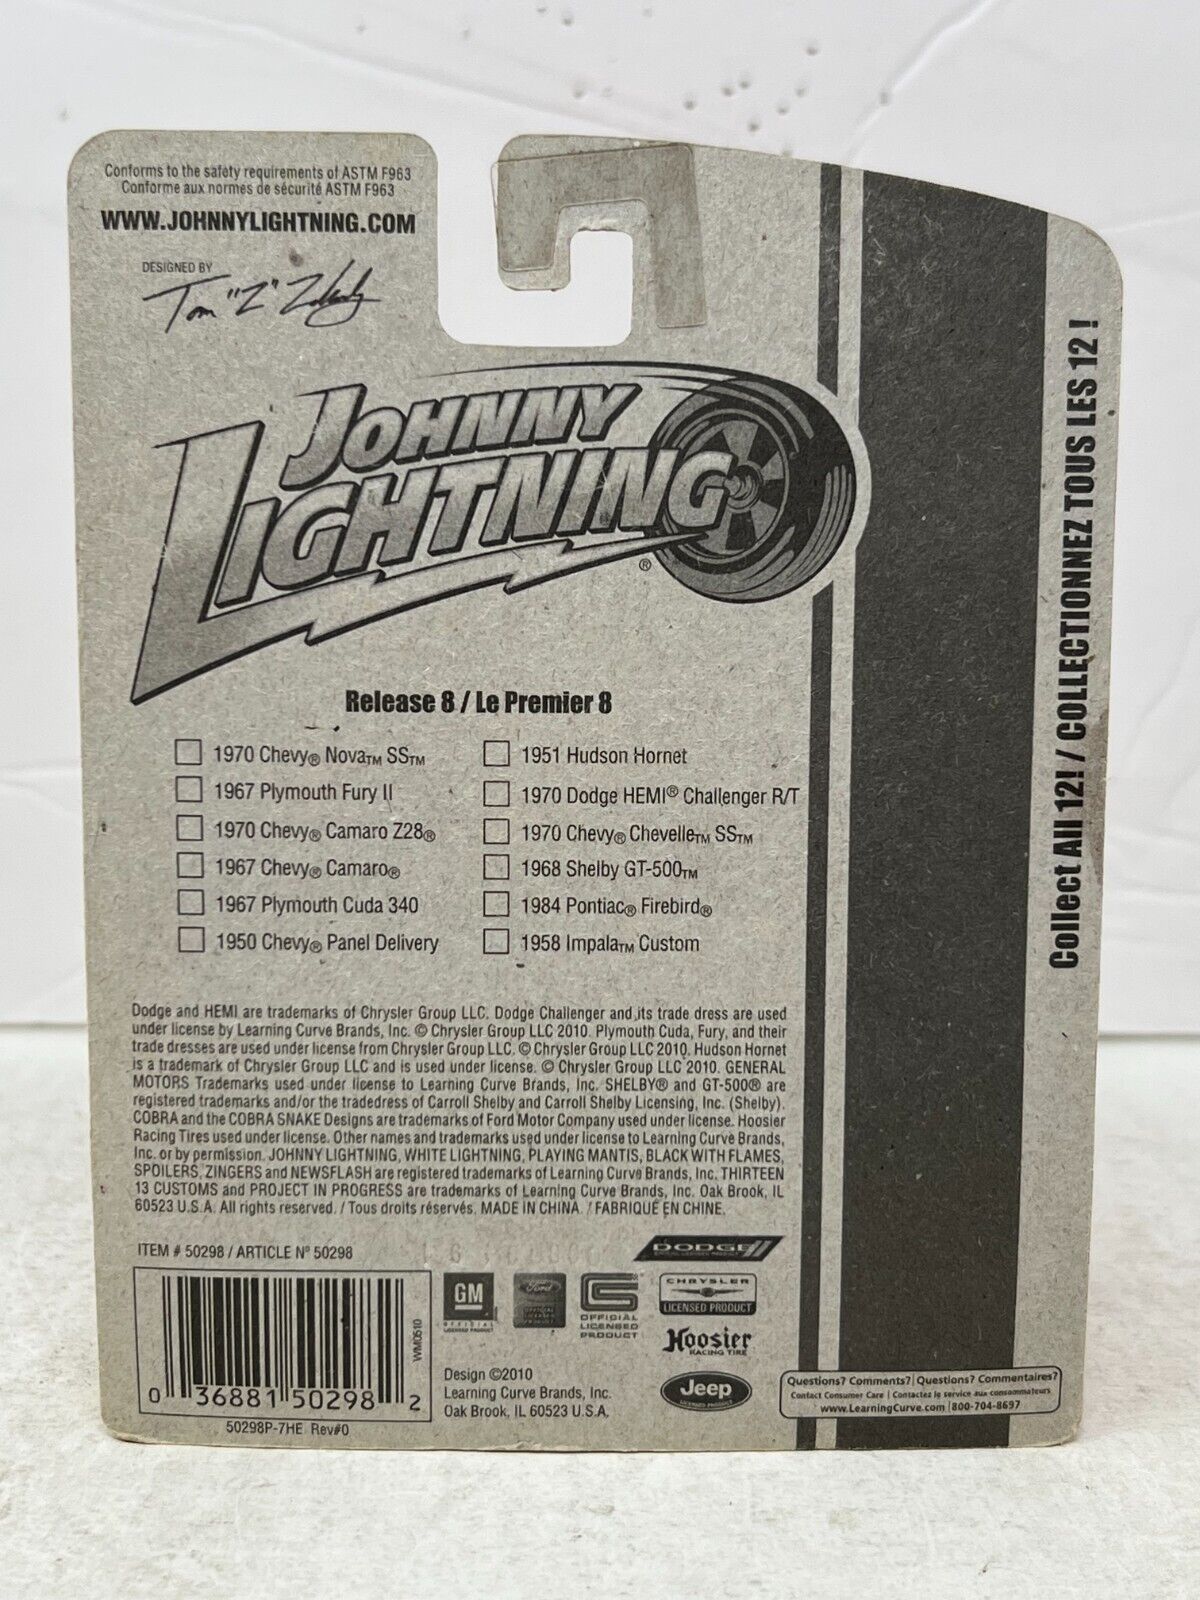 Conforms to the safety requirements of ASTM F963
Conforme aux normes de sécurité ASTM F963
WWW.JOHNNYLIGHTNING.COM
DESIGNED BY
Tom "Z"
JOHNNY
LIGHTNING®
Release 8 / Le Premier 8
1970 Chevy® Nova™ SS™
1967 Plymouth Fury II
1970 Chevy® Camaro Z28®
1967 Chevy® Camaro®
1967 Plymouth Cuda 340
1950 Chevy® Panel Delivery
1951 Hudson Hornet
1970 Dodge HEMI® Challenger R/T
1970 Chevy® Chevelle™ SS™
1968 Shelby GT-500™
1984 Pontiac® Firebird®
1958 Impala™ Custom
Collect All 12! / COLLECTIONNEZ TOUS LES 12 !
Dodge and HEMI are trademarks of Chrysler Group LLC. Dodge Challenger and its trade dress are used
under license by Learning Curve Brands, Inc. © Chrysler Group LLC 2010. Plymouth Cuda, Fury, and their
trade dresses are used under license from Chrysler Group LLC. © Chrysler Group LLC 2010. Hudson Hornet
is a trademark of Chrysler Group LLC and is used under license. © Chrysler Group LLC 2010. GENERAL
MOTORS Trademarks used under license to Learning Curve Brands, Inc. SHELBY® and GT-500® are
registered trademarks and/or the tradedress of Carroll Shelby and Carroll Shelby Licensing, Inc. (Shelby).
COBRA and the COBRA SNAKE Designs are trademarks of Ford Motor Company used under license. Hoosier
Racing Tires used under license. Other names and trademarks used under license to Learning Curve Brands,
Inc. or by permission. JOHNNY LIGHTNING, WHITE LIGHTNING, PLAYING MANTIS, BLACK WITH FLAMES,
SPOILERS, ZINGERS and NEWSFLASH are registered trademarks of Learning Curve Brands, Inc. THIRTEEN
13 CUSTOMS and PROJECT IN PROGRESS are trademarks of Learning Curve Brands, Inc. Oak Brook, IL
60523 U.S.A. All rights reserved. / Tous droits réservés. MADE IN CHINA. / FABRIQUÉ EN CHINE.
ITEM # 50298 / ARTICLE N° 50298
WM0510
0 36881 50298 2
50298P-7HE Rev#0
GM
OFFICIAL
LICENSED PRODUCT
Ford
OFFICIAL
LICENSED
PRODUCT
OFFICIAL
LICENSED
PRODUCT
DODGE
CHRYSLER
LICENSED PRODUCT
Hoosier
RACING TIRE
Jeep
LICENSED PRODUCT
Design ©2010
Learning Curve Brands, Inc.
Oak Brook, IL 60523 U.S.A.
Questions? Comments? | Questions? Commentaires?
Contact Consumer Care | Contactez le service aux consommateurs
www.LearningCurve.com | 800-704-8697